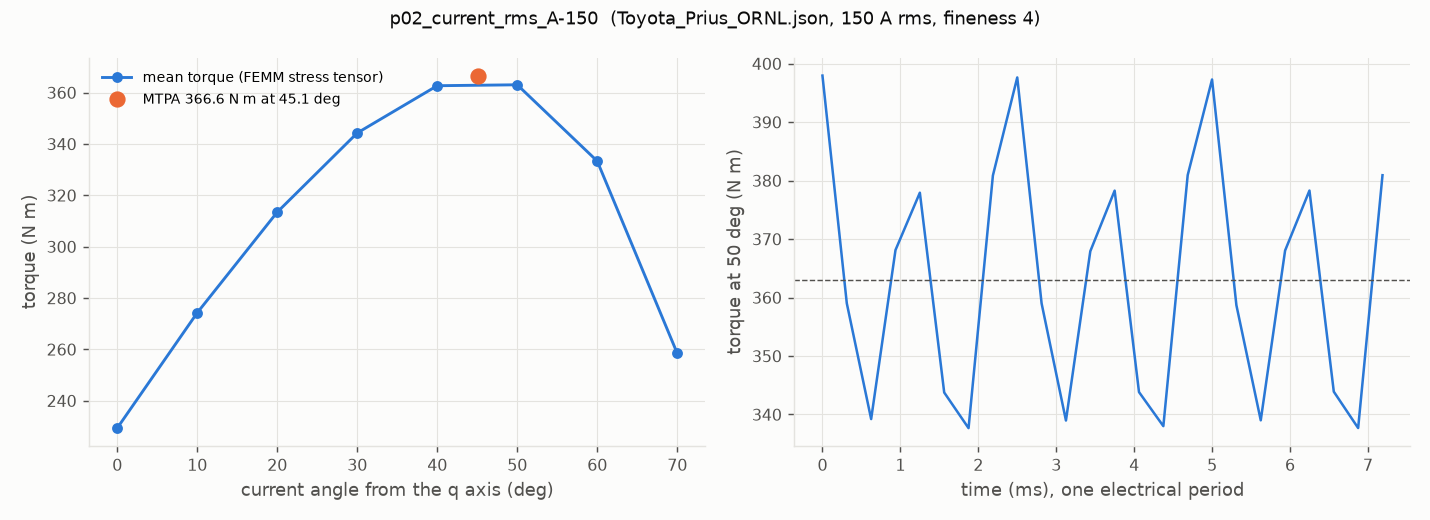 p02_current_rms_A-150  (Toyota_Prius_ORNL.json, 150 A rms, fineness 4)
mean torque (FEMM stress tensor)
MTPA 366.6 N m at 45.1 deg
torque (N m)
360
340
320
300
280
260
240
0 10 20 30 40 50 60 70
current angle from the q axis (deg)
torque at 50 deg (N m)
400
390
380
370
360
350
340
0 1 2 3 4 5 6 7
time (ms), one electrical period